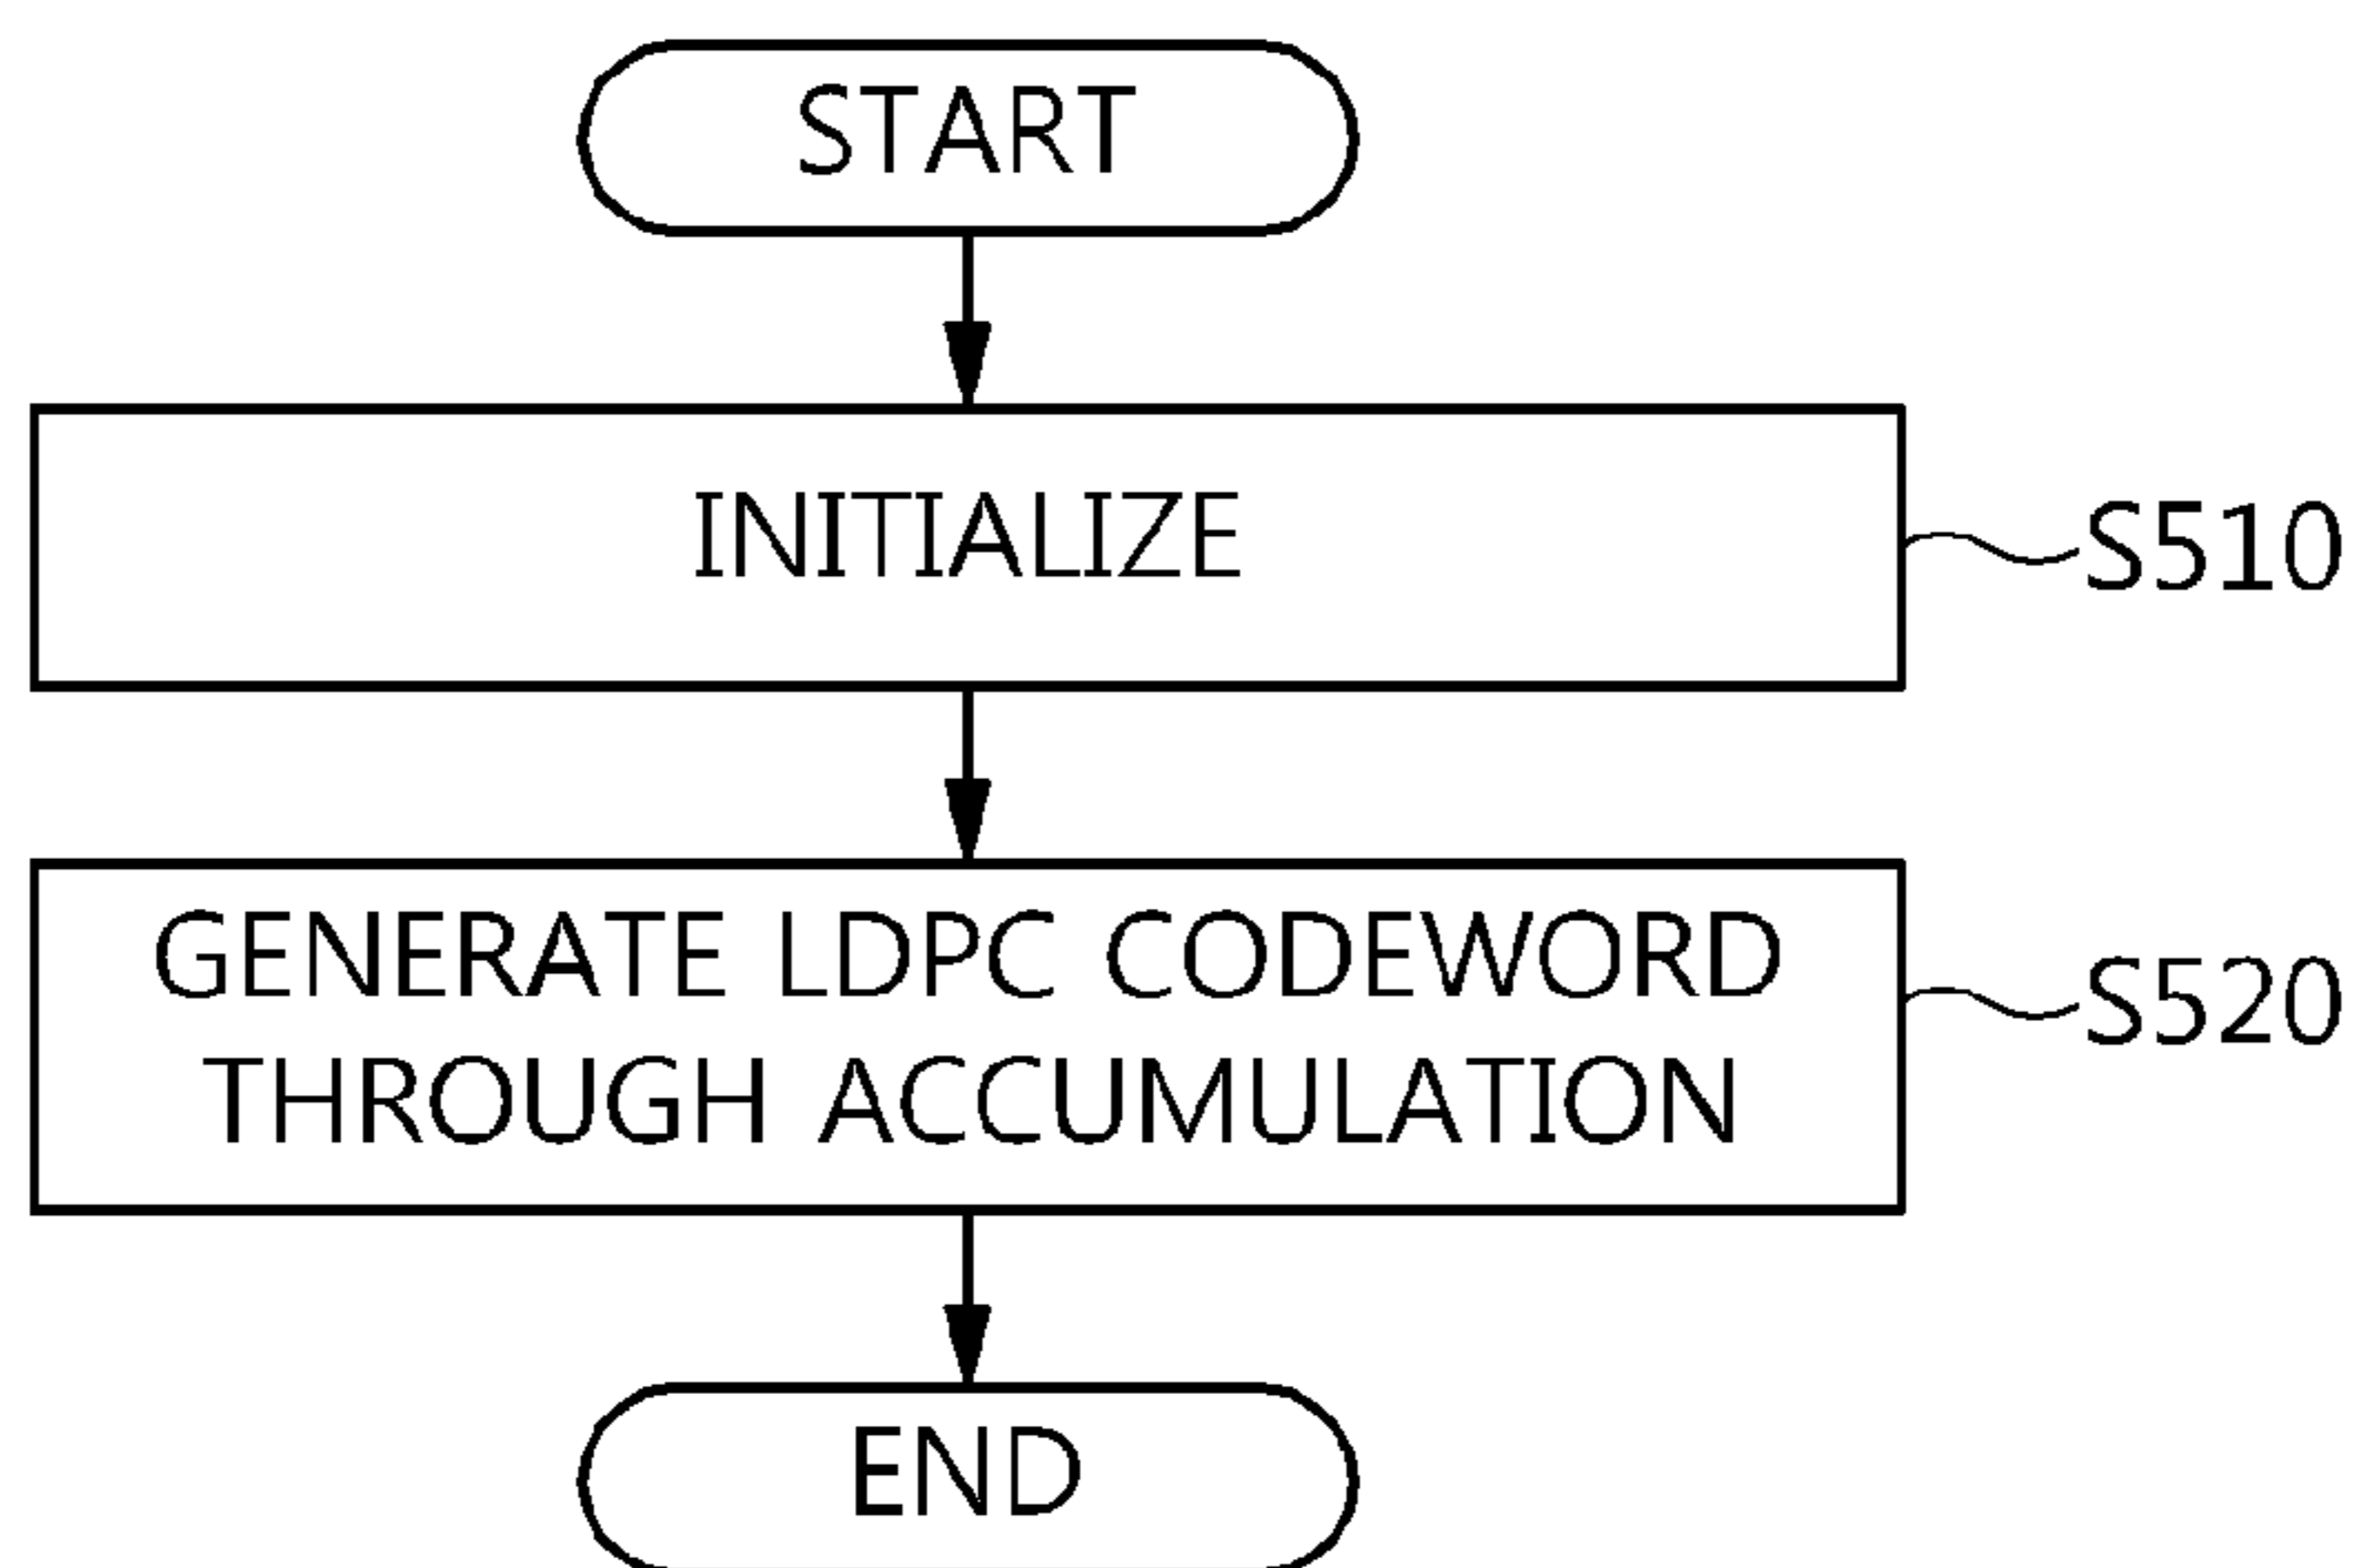 START
INITIALIZE
S510
GENERATE LDPC CODEWORD
THROUGH ACCUMULATION
S520
END